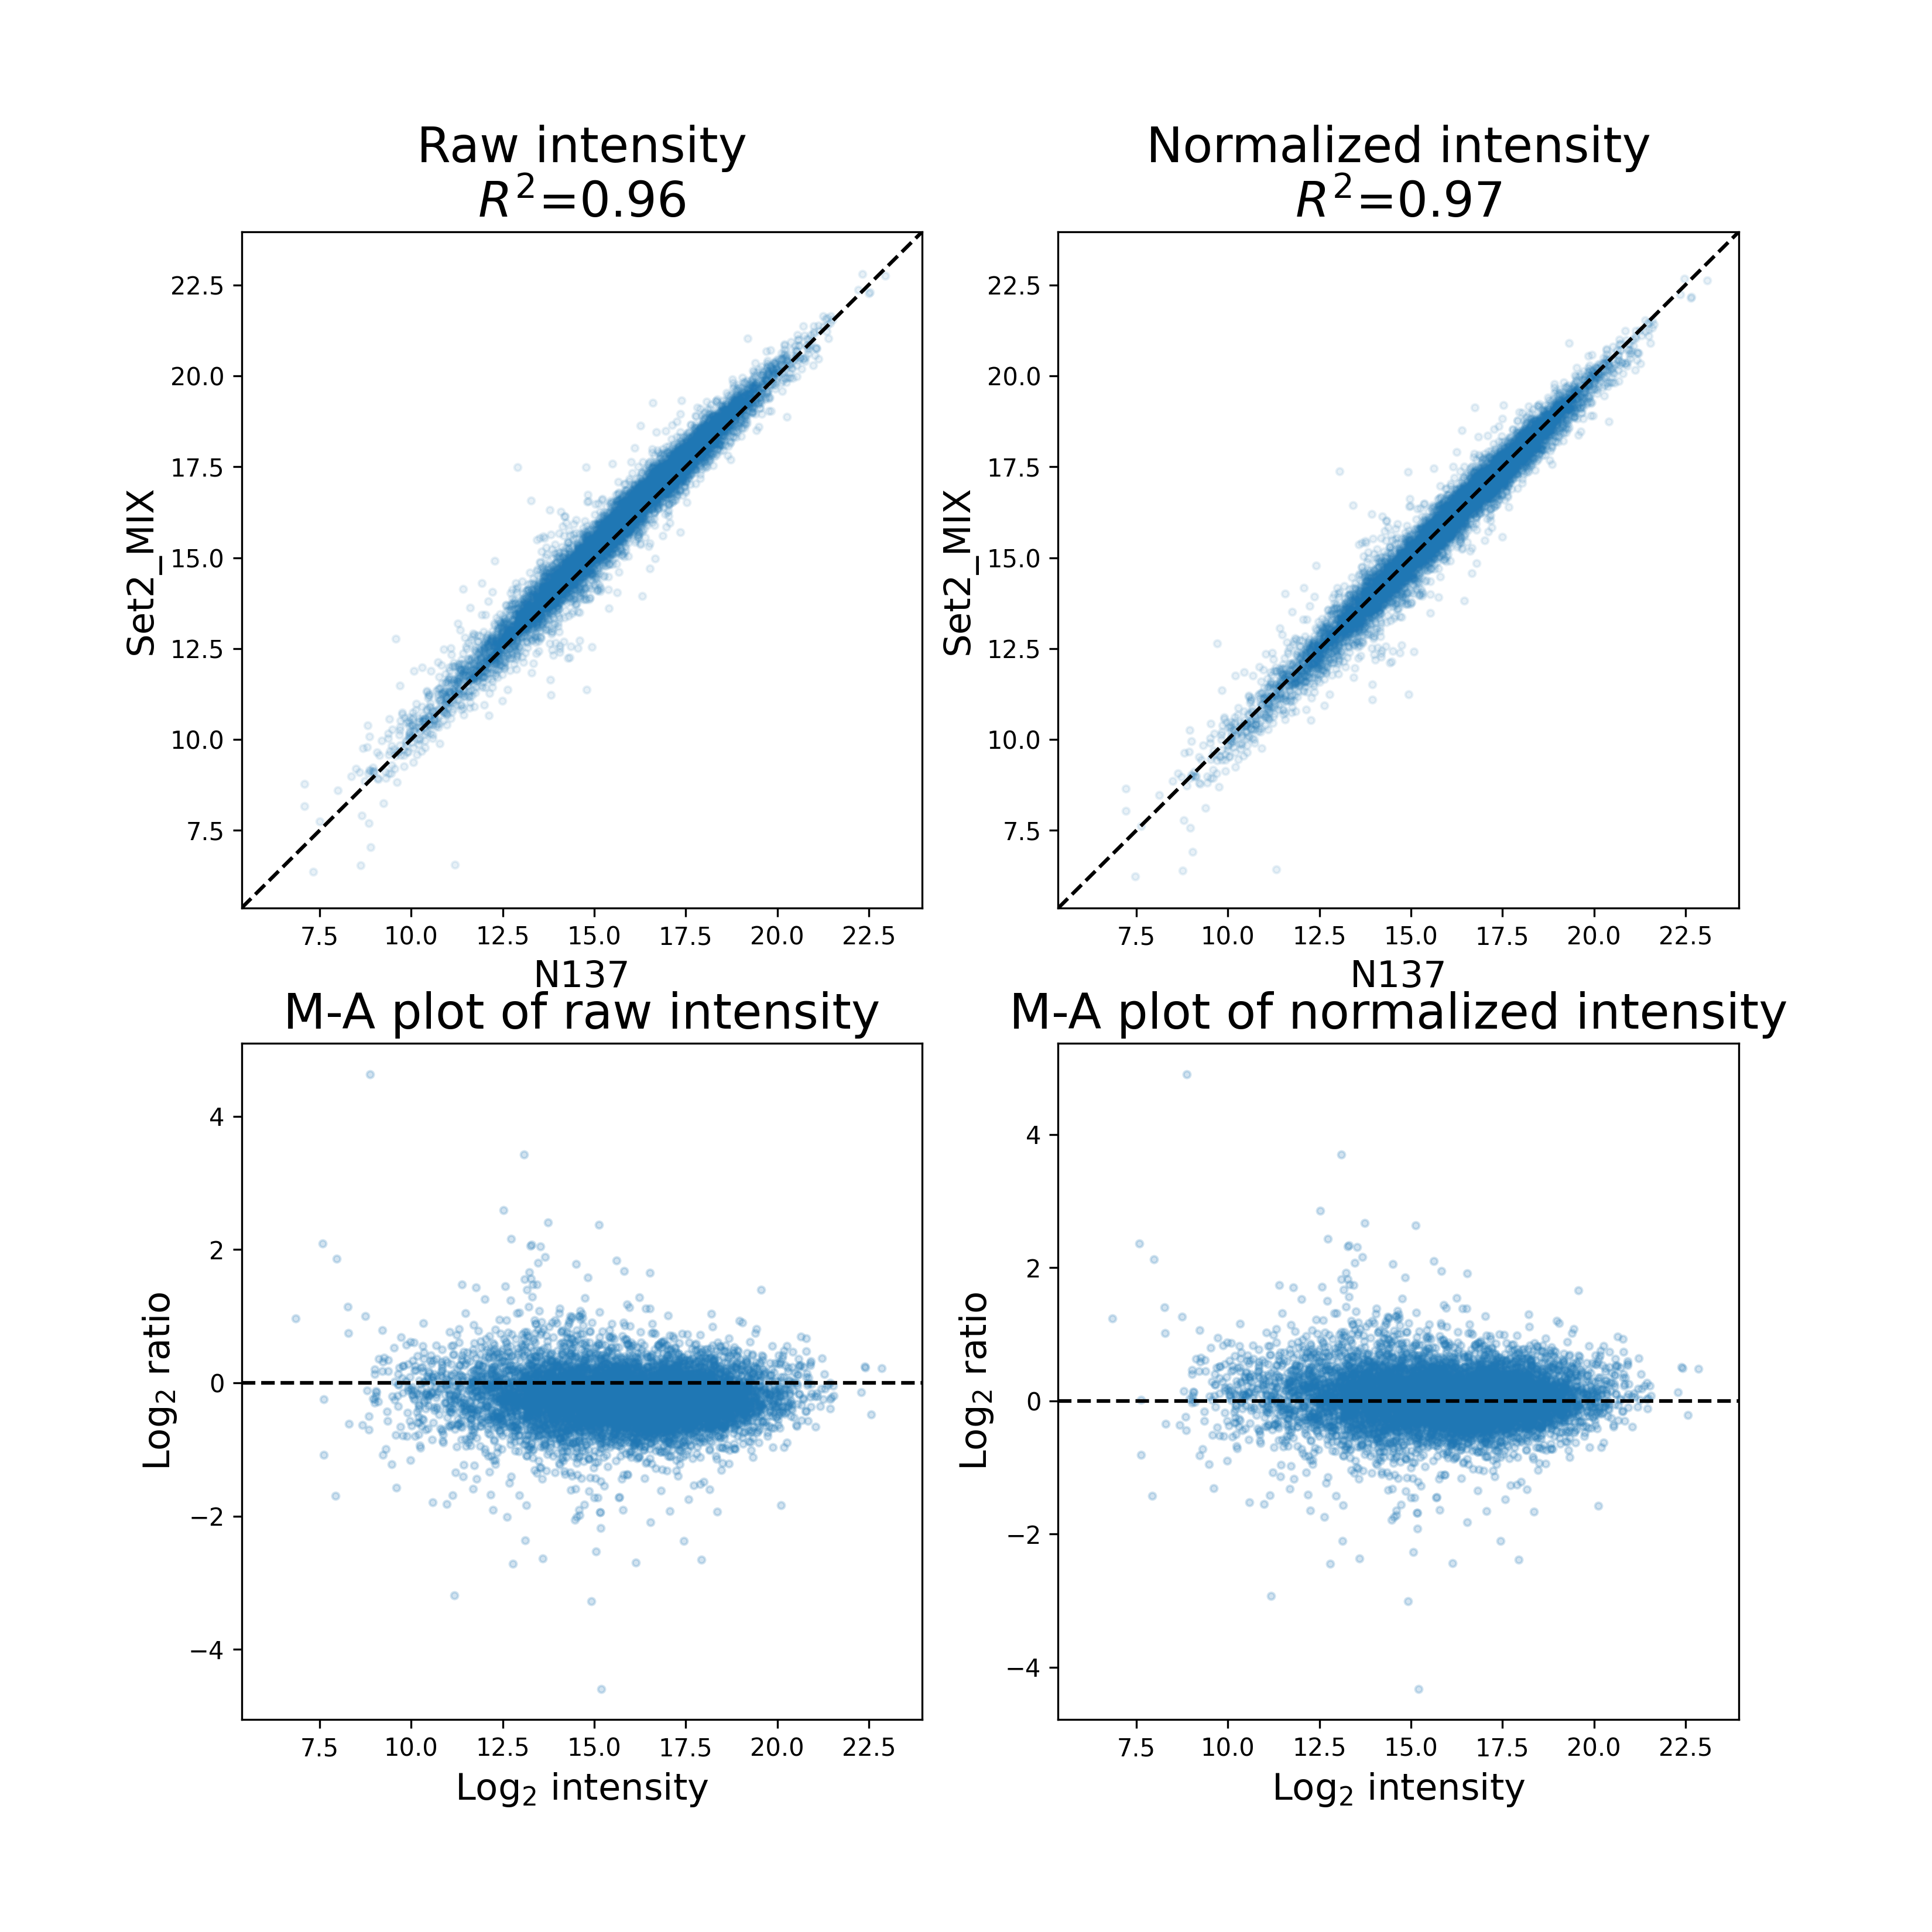 Raw intensity
R²=0.96
22.5
20.0
17.5
15.0
12.5
10.0
7.5
Set2_MIX
7.5 10.0 12.5 15.0 17.5 20.0 22.5
N137
Normalized intensity
R²=0.97
22.5
20.0
17.5
15.0
12.5
10.0
7.5
Set2_MIX
7.5 10.0 12.5 15.0 17.5 20.0 22.5
N137
M-A plot of raw intensity
4
2
0
−2
−4
Log₂ ratio
7.5 10.0 12.5 15.0 17.5 20.0 22.5
Log₂ intensity
M-A plot of normalized intensity
4
2
0
−2
−4
Log₂ ratio
7.5 10.0 12.5 15.0 17.5 20.0 22.5
Log₂ intensity